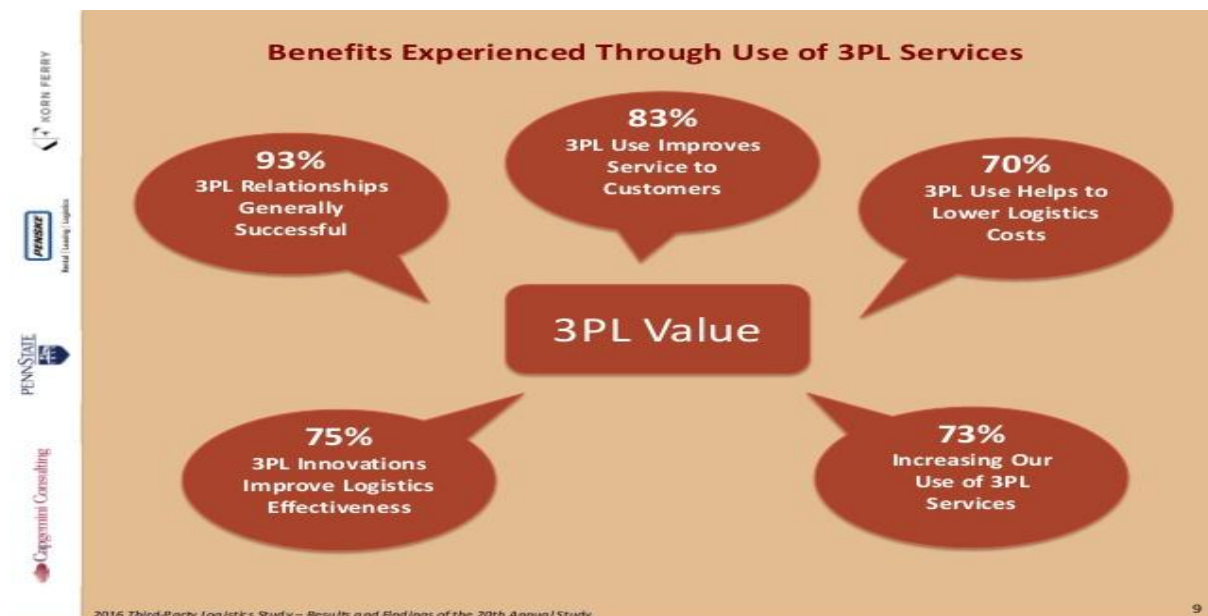 Benefits Experienced Through Use of 3PL Services
KORN FERRY
PENSKE
Rental | Leasing | Logistics
PENNSTATE
Capgemini Consulting
93%
3PL Relationships
Generally
Successful
83%
3PL Use Improves
Service to
Customers
70%
3PL Use Helps to
Lower Logistics
Costs
3PL Value
75%
3PL Innovations
Improve Logistics
Effectiveness
73%
Increasing Our
Use of 3PL
Services
2016 Third-Party Logistics Study – Results and Findings of the 20th Annual Study
9